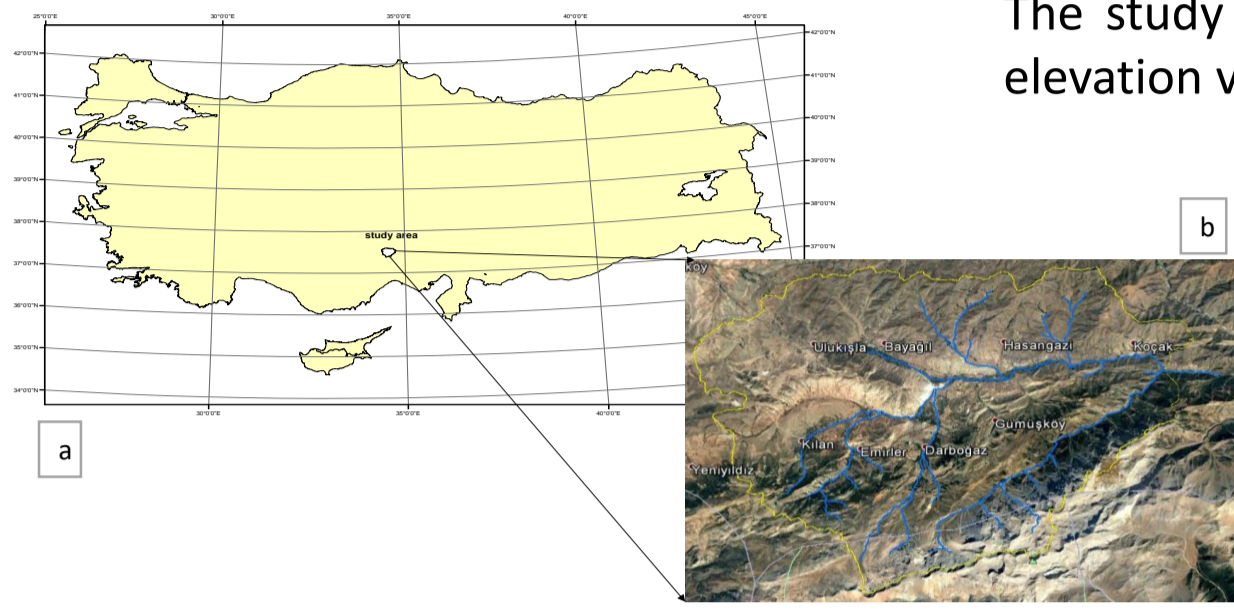 25°0'0"E 30°0'0"E 35°0'0"E 40°0'0"E 45°0'0"E
The study
elevation v
42°0'0"N
42°0'0"N
41°0'0"N
41°0'0"N
40°0'0"N
40°0'0"N
39°0'0"N
39°0'0"N
38°0'0"N
38°0'0"N
37°0'0"N
37°0'0"N
36°0'0"N
35°0'0"N
34°0'0"N
study area
30°0'0"E 35°0'0"E 40°0'0"E
a
b
köy
Ulukışla Bayağıl Hasangazi Koçak
Gümüşköy
Kılan Emirler Darboğaz
Yeniyıldız